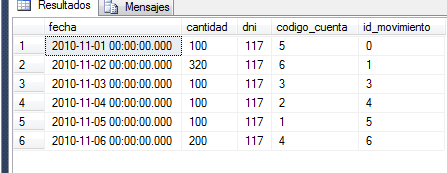 Resultados Mensajes
fecha cantidad dni codigo_cuenta id_movimiento
1 2010-11-01 00:00:00.000 100 117 5 0
2 2010-11-02 00:00:00.000 320 117 6 1
3 2010-11-03 00:00:00.000 100 117 3 3
4 2010-11-04 00:00:00.000 100 117 2 4
5 2010-11-05 00:00:00.000 100 117 1 5
6 2010-11-06 00:00:00.000 200 117 4 6